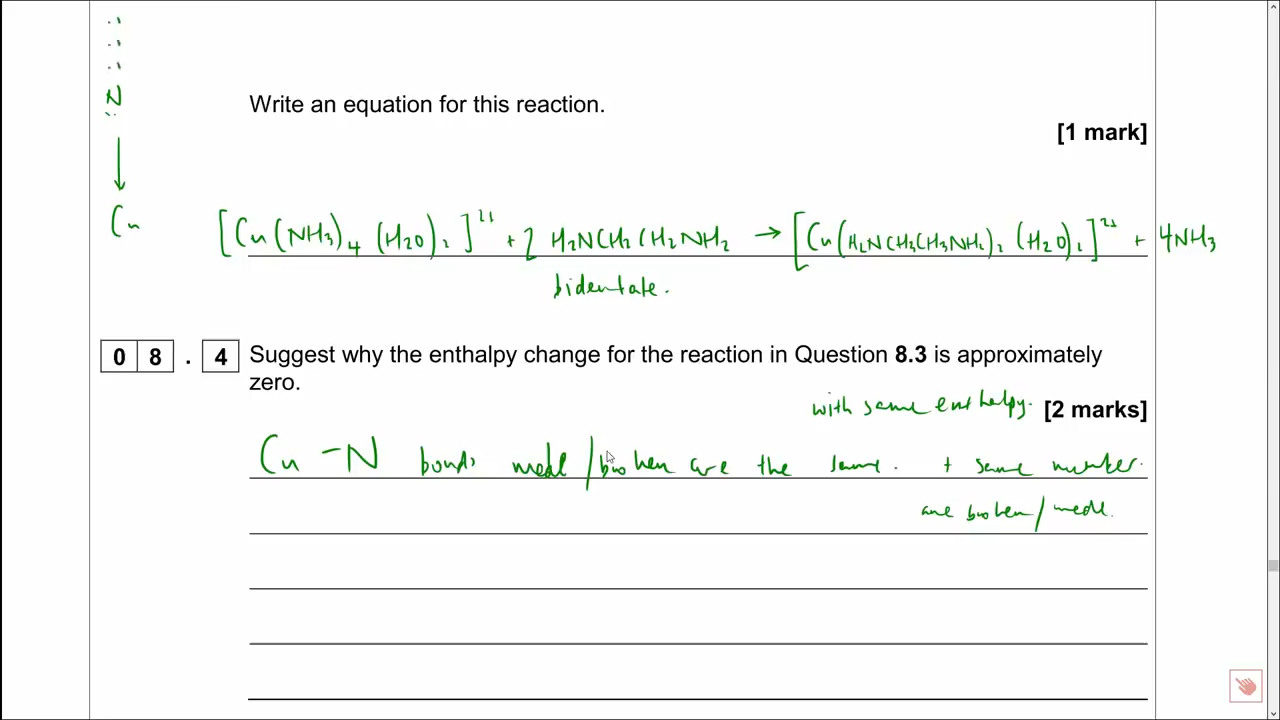 N
Write an equation for this reaction.
[1 mark]
Cu
[Cu(NH3)4 (H2O)2]2+ + 2 H2NCH2CH2NH2 → [Cu(H2NCH2CH2NH2)2 (H2O)2]2+ + 4NH3
bidentate.
08.4 Suggest why the enthalpy change for the reaction in Question 8.3 is approximately
zero.
with same enthalpy.
[2 marks]
Cu-N bonds made/broken are the same. + same number.
are broken/made.